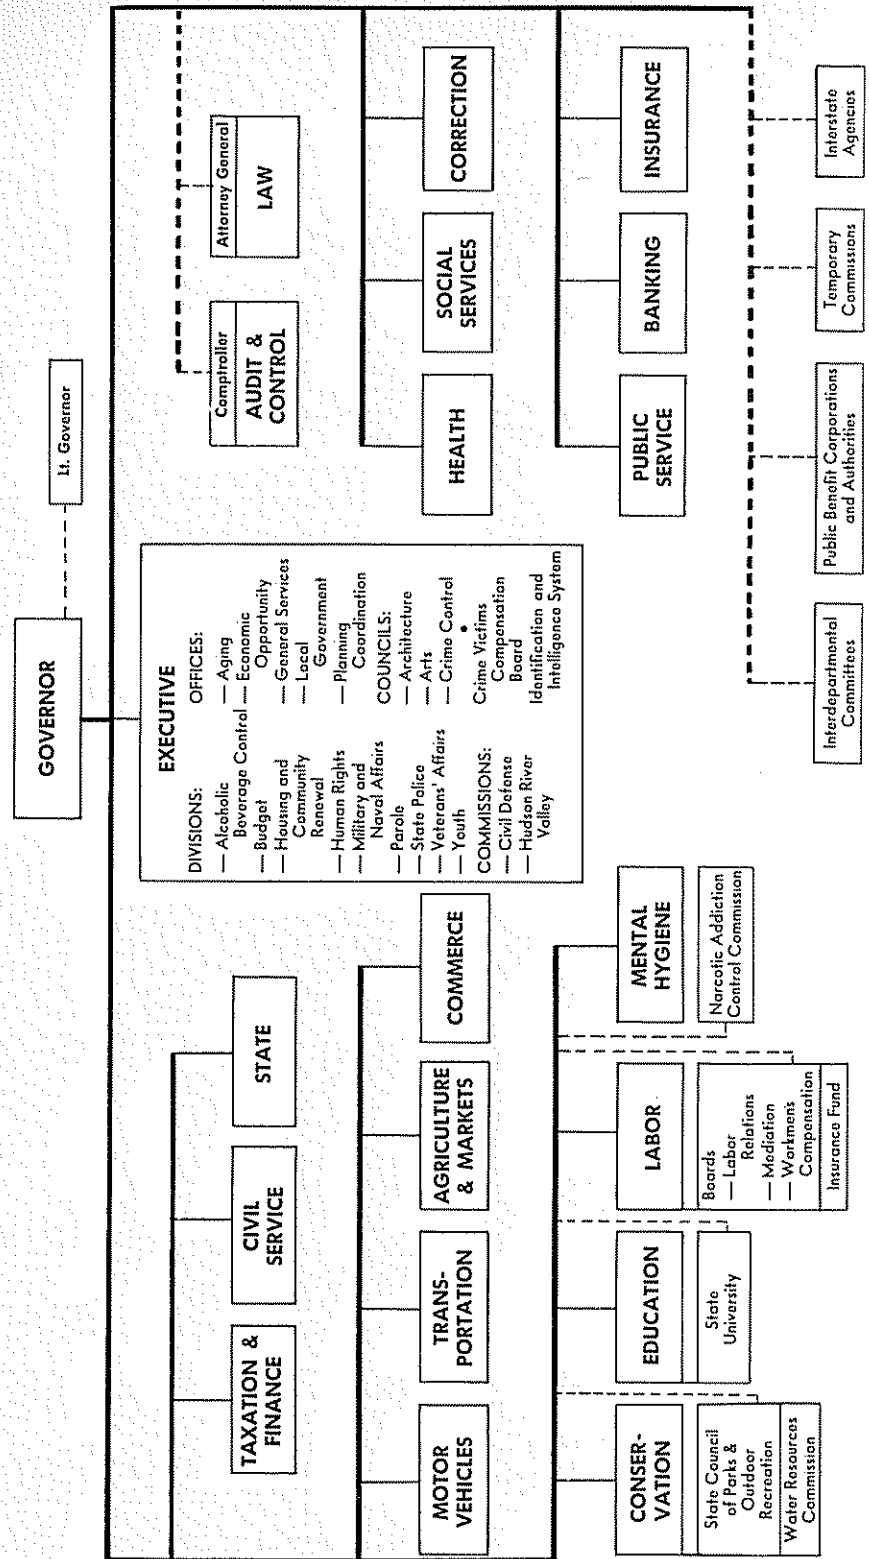 GOVERNOR
Lt. Governor
EXECUTIVE
DIVISIONS:
— Alcoholic
Beverage Control
— Budget
— Housing and
Community
Renewal
— Human Rights
— Military and
Naval Affairs
— Parole
— State Police
— Veterans' Affairs
— Youth
COMMISSIONS:
— Civil Defense
— Hudson River
Valley
OFFICES:
— Aging
— Economic
Opportunity
— General Services
— Local
Government
— Planning
Coordination
COUNCILS:
— Architecture
— Arts
— Crime Control
•
Crime Victims
Compensation
Board
Identification and
Intelligence System
TAXATION &
FINANCE
CIVIL
SERVICE
STATE
Comptroller
AUDIT &
CONTROL
Attorney General
LAW
MOTOR
VEHICLES
TRANS-
PORTATION
AGRICULTURE
& MARKETS
COMMERCE
HEALTH
SOCIAL
SERVICES
CORRECTION
CONSER-
VATION
State Council
of Parks &
Outdoor
Recreation
Water Resources
Commission
EDUCATION
State
University
LABOR
Boards
— Labor
Relations
— Mediation
— Workmen's
Compensation
Insurance Fund
MENTAL
HYGIENE
Narcotic Addiction
Control Commission
PUBLIC
SERVICE
BANKING
INSURANCE
Interdepartmental
Committees
Public Benefit Corporations
and Authorities
Temporary
Commissions
Interstate
Agencies